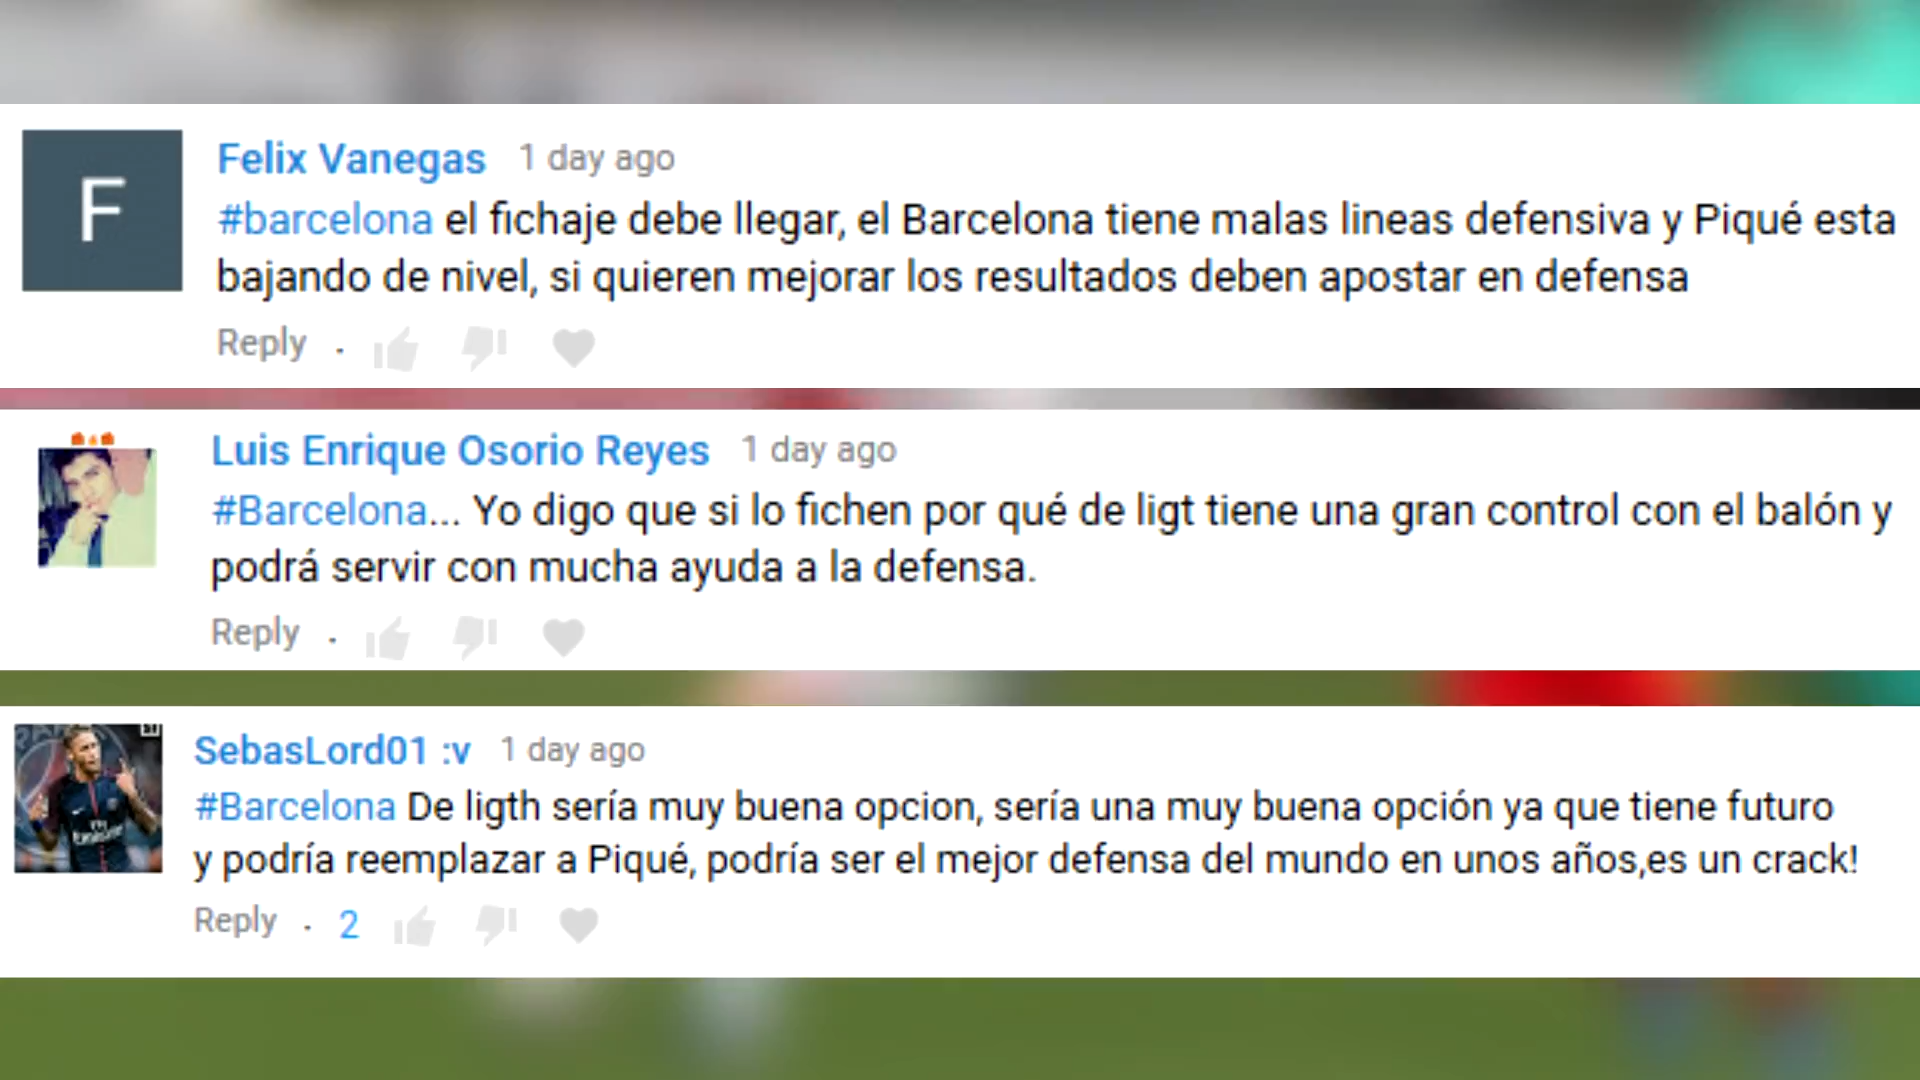 F
Felix Vanegas 1 day ago
#barcelona el fichaje debe llegar, el Barcelona tiene malas lineas defensiva y Piqué esta
bajando de nivel, si quieren mejorar los resultados deben apostar en defensa
Reply .
Luis Enrique Osorio Reyes 1 day ago
#Barcelona... Yo digo que si lo fichen por qué de ligt tiene una gran control con el balón y
podrá servir con mucha ayuda a la defensa.
Reply .
SebasLord01 :v 1 day ago
#Barcelona De ligth sería muy buena opcion, sería una muy buena opción ya que tiene futuro
y podría reemplazar a Piqué, podría ser el mejor defensa del mundo en unos años,es un crack!
Reply . 2